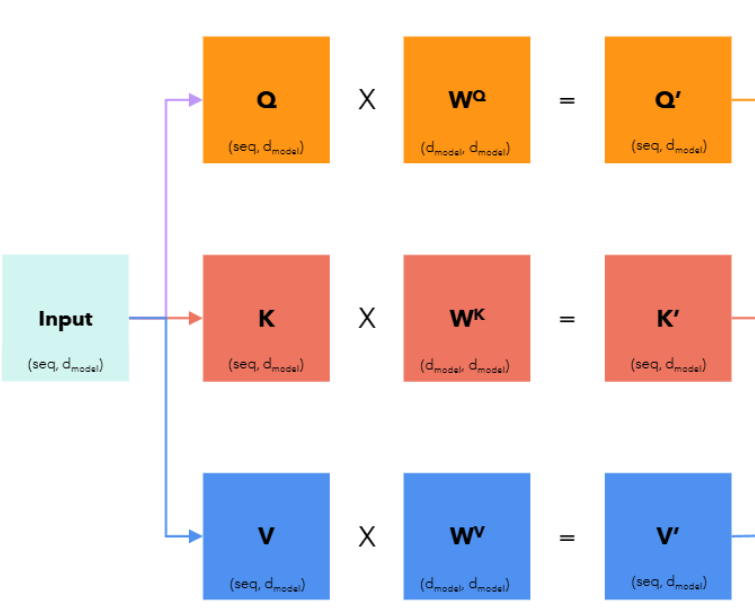 Q X Wᑫ = Q′
(seq, dmodel) (dmodel, dmodel) (seq, dmodel)
Input K X Wᴷ = K′
(seq, dmodel) (seq, dmodel) (dmodel, dmodel) (seq, dmodel)
V X Wⱽ = V′
(seq, dmodel) (dmodel, dmodel) (seq, dmodel)